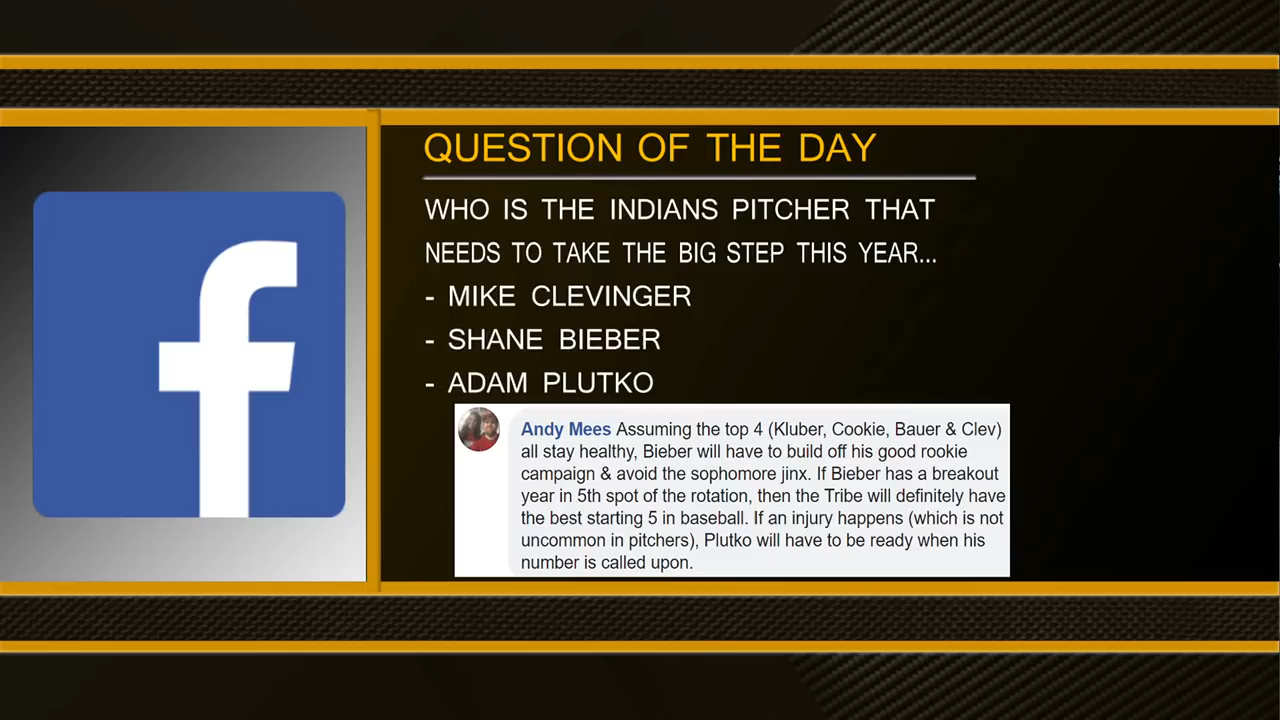 QUESTION OF THE DAY
WHO IS THE INDIANS PITCHER THAT
NEEDS TO TAKE THE BIG STEP THIS YEAR...
- MIKE CLEVINGER
- SHANE BIEBER
- ADAM PLUTKO
Andy Mees Assuming the top 4 (Kluber, Cookie, Bauer & Clev)
all stay healthy, Bieber will have to build off his good rookie
campaign & avoid the sophomore jinx. If Bieber has a breakout
year in 5th spot of the rotation, then the Tribe will definitely have
the best starting 5 in baseball. If an injury happens (which is not
uncommon in pitchers), Plutko will have to be ready when his
number is called upon.